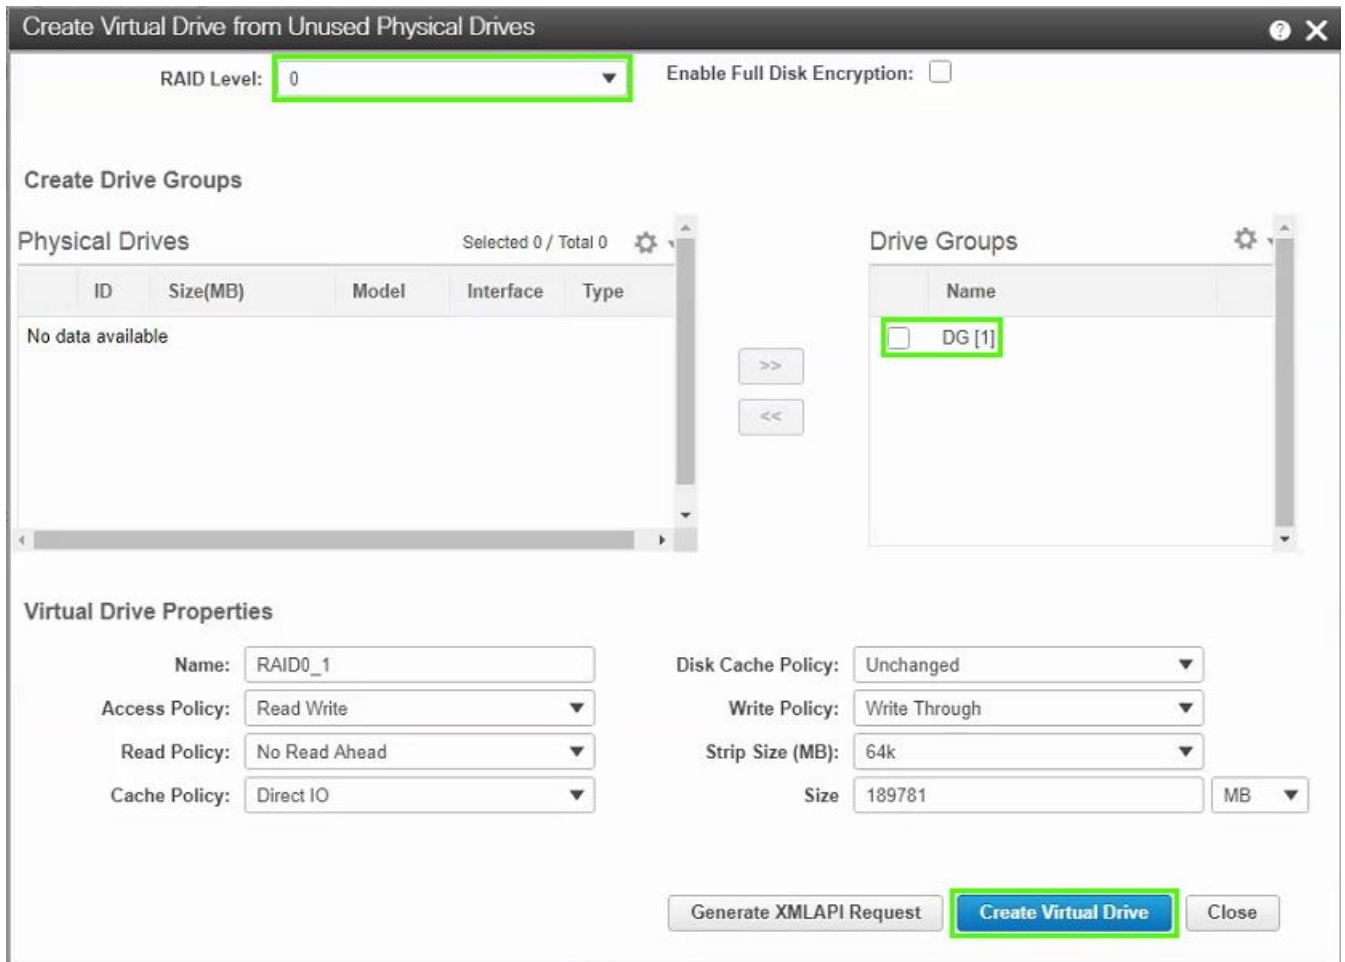 Create Virtual Drive from Unused Physical Drives
RAID Level: 0 Enable Full Disk Encryption:
Create Drive Groups
Physical Drives Selected 0 / Total 0 Drive Groups
ID Size(MB) Model Interface Type Name
No data available DG [1]
>>
<<
Virtual Drive Properties
Name: RAID0_1 Disk Cache Policy: Unchanged
Access Policy: Read Write Write Policy: Write Through
Read Policy: No Read Ahead Strip Size (MB): 64k
Cache Policy: Direct IO Size 189781 MB
Generate XMLAPI Request Create Virtual Drive Close